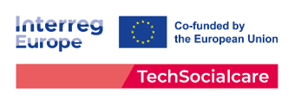 Interreg
Europe
Co-funded by
the European Union
TechSocialcare